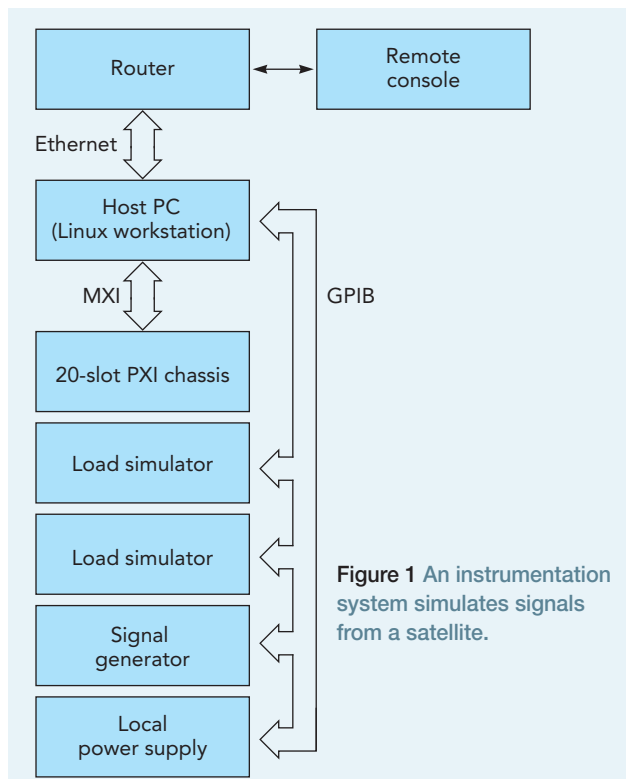 Router
Remote
console
Ethernet
Host PC
(Linux workstation)
MXI
GPIB
20-slot PXI chassis
Load simulator
Load simulator
Signal
generator
Local
power supply
Figure 1 An instrumentation
system simulates signals
from a satellite.